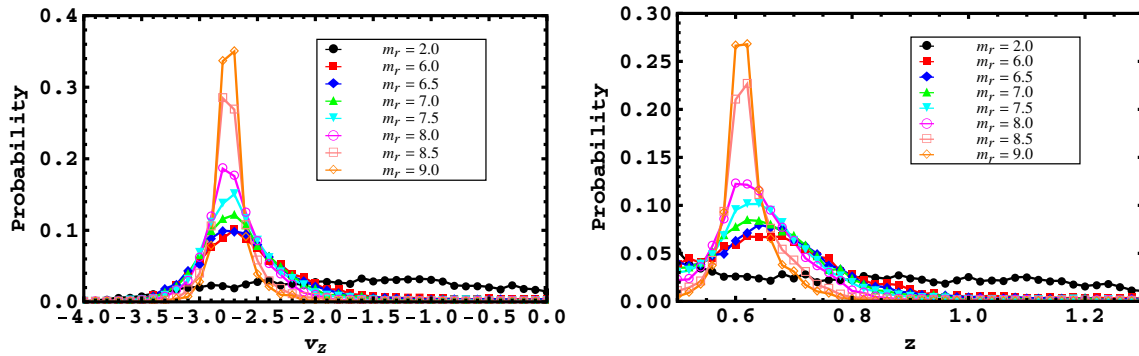 0.4
0.3
0.2
0.1
0.0
Probability
-4.0 -3.5 -3.0 -2.5 -2.0 -1.5 -1.0 -0.5 0.0
v_Z
m_r = 2.0
m_r = 6.0
m_r = 6.5
m_r = 7.0
m_r = 7.5
m_r = 8.0
m_r = 8.5
m_r = 9.0
0.30
0.25
0.20
0.15
0.10
0.05
0.00
Probability
0.6 0.8 1.0 1.2
z
m_r = 2.0
m_r = 6.0
m_r = 6.5
m_r = 7.0
m_r = 7.5
m_r = 8.0
m_r = 8.5
m_r = 9.0